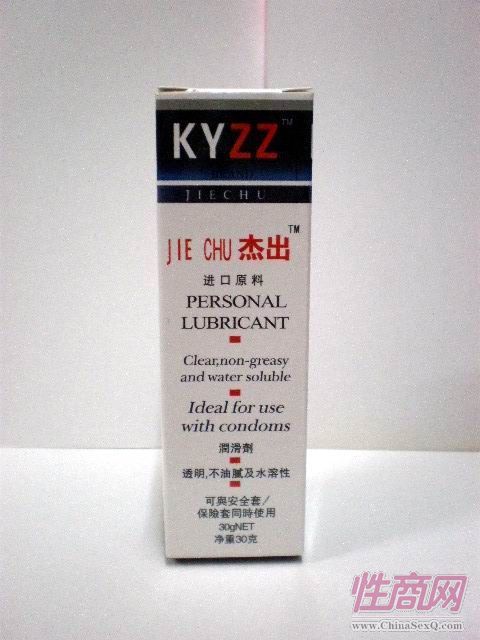 KYZZ™
JIECHU
JIE CHU 杰出™
进口原料
PERSONAL
LUBRICANT
Clear,non-greasy
and water soluble
Ideal for use
with condoms
潤滑劑
透明,不油膩及水溶性
可與安全套/
保險套同時使用
30gNET
净重30克
性商网
www.ChinaSexQ.com